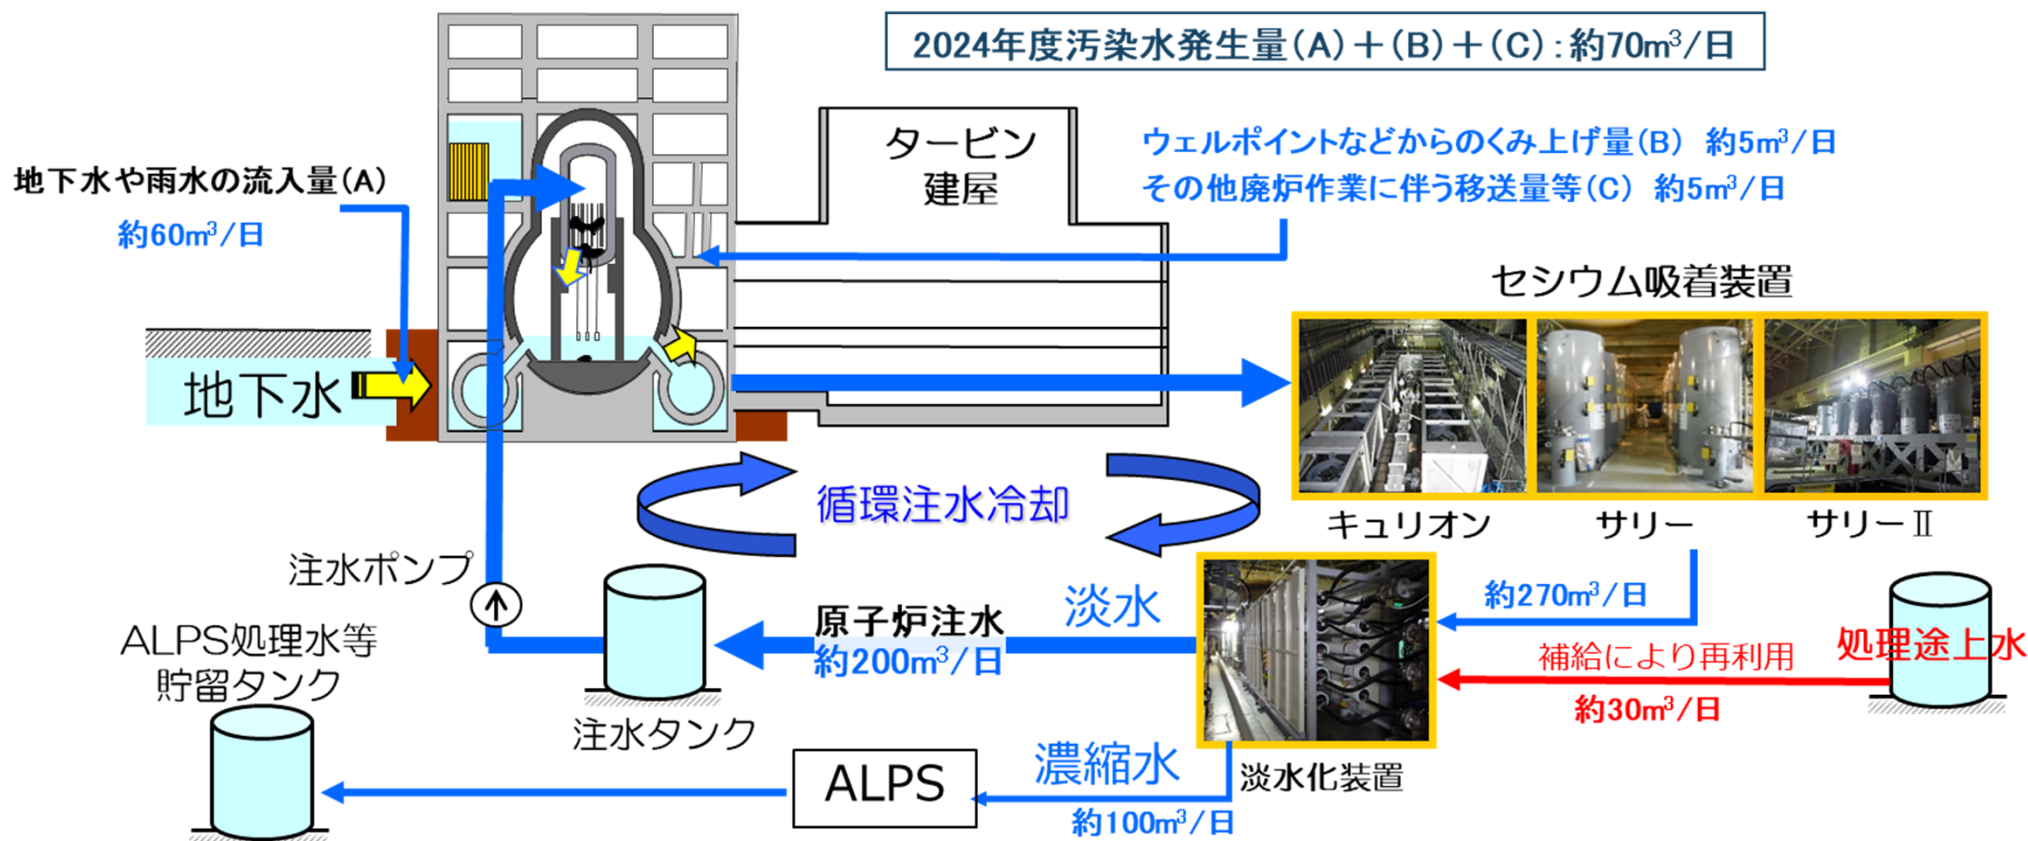 2024年度汚染水発生量(A)+(B)+(C):約70m³/日
地下水や雨水の流入量(A)
約60m³/日
タービン
建屋
ウェルポイントなどからのくみ上げ量(B) 約5m³/日
その他廃炉作業に伴う移送量等(C) 約5m³/日
セシウム吸着装置
地下水
キュリオン
サリー
サリーⅡ
循環注水冷却
注水ポンプ
淡水
原子炉注水
約200m³/日
約270m³/日
処理途上水
補給により再利用
約30m³/日
ALPS処理水等
貯留タンク
注水タンク
淡水化装置
濃縮水
約100m³/日
ALPS